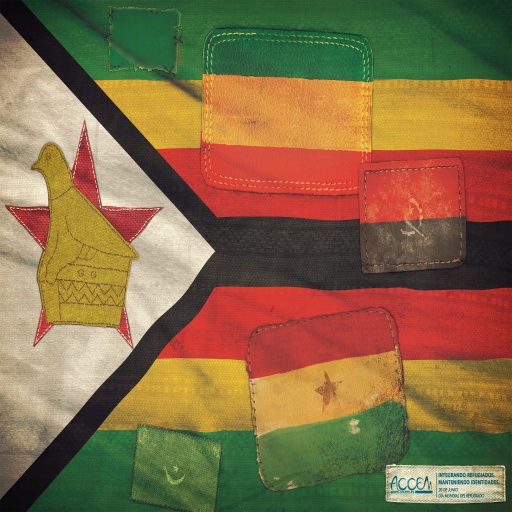 ACCEM
INTEGRANDO REFUGIADOS.
MANTENIENDO IDENTIDADES.
20 DE JUNIO
DÍA MUNDIAL DEL REFUGIADO